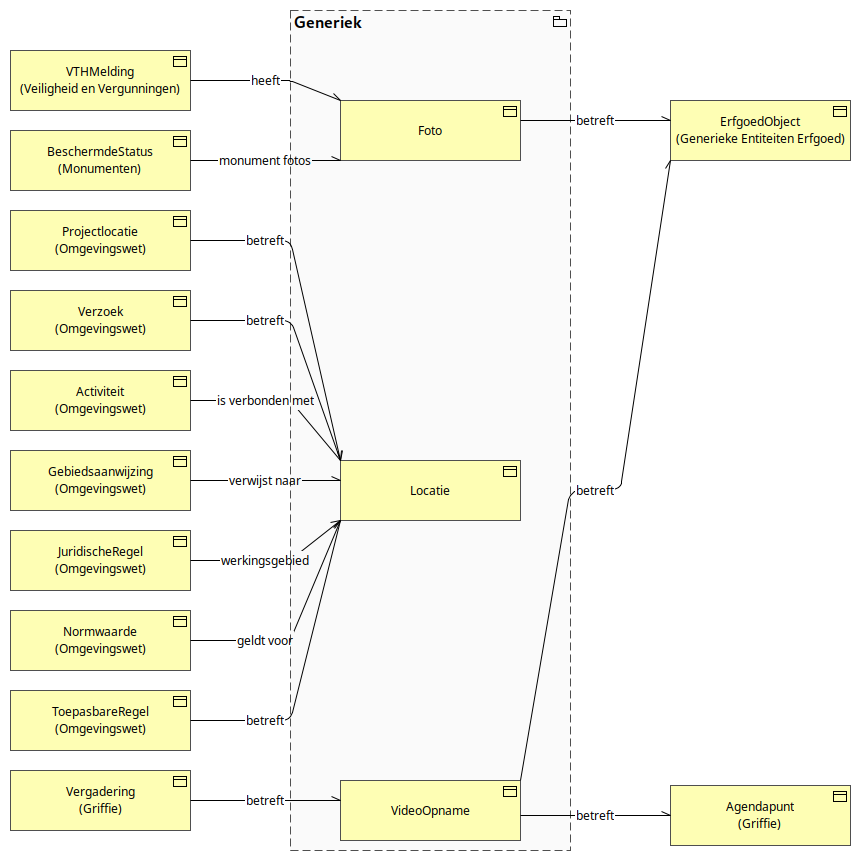 Generiek
VTHMelding
(Veiligheid en Vergunningen)
heeft
Foto
betreft
ErfgoedObject
(Generieke Entiteiten Erfgoed)
BeschermdeStatus
(Monumenten)
monument fotos
Projectlocatie
(Omgevingswet)
betreft
Verzoek
(Omgevingswet)
betreft
Activiteit
(Omgevingswet)
is verbonden met
Gebiedsaanwijzing
(Omgevingswet)
verwijst naar
Locatie
betreft
JuridischeRegel
(Omgevingswet)
werkingsgebied
Normwaarde
(Omgevingswet)
geldt voor
ToepasbareRegel
(Omgevingswet)
betreft
Vergadering
(Griffie)
betreft
VideoOpname
betreft
Agendapunt
(Griffie)